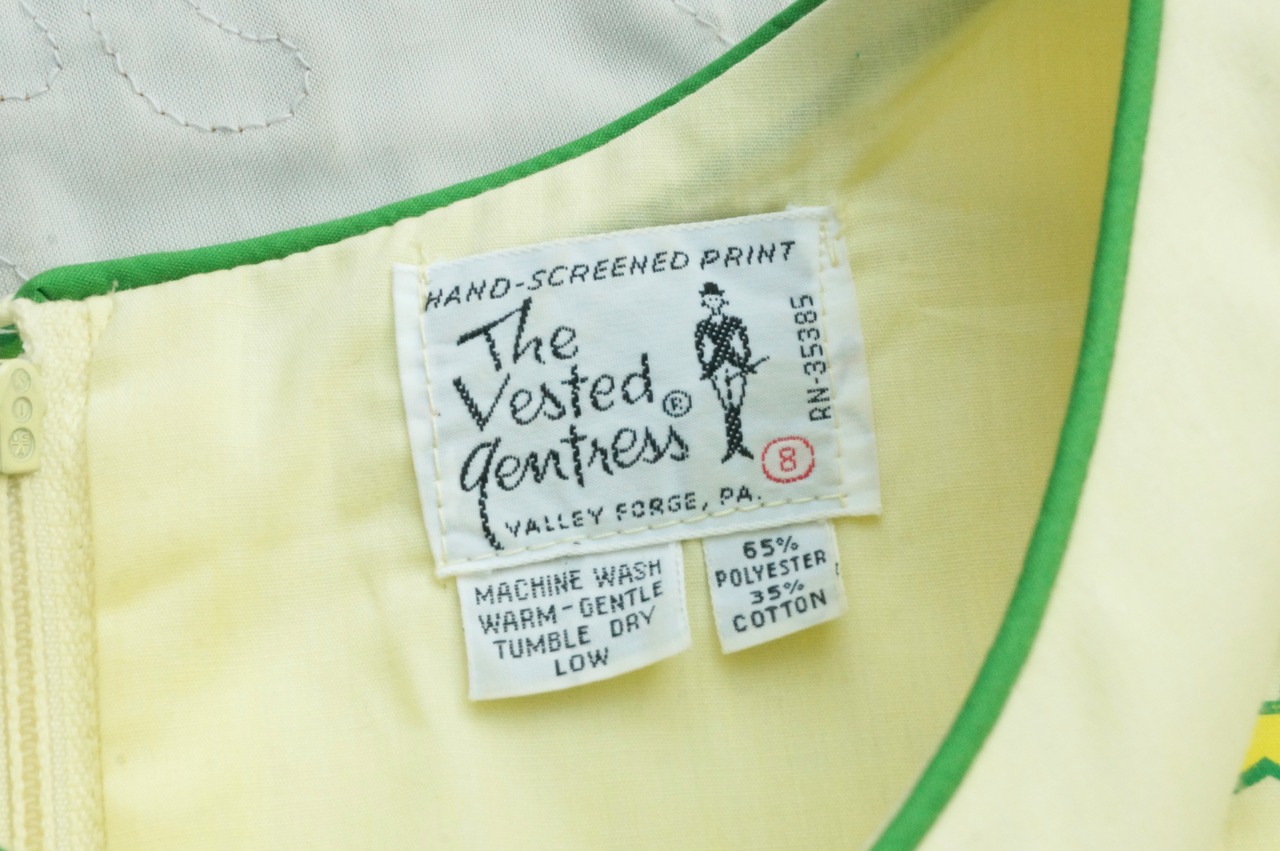 HAND-SCREENED PRINT
The
Vested
Gentress ®
VALLEY FORGE, PA.
RN-35385
8
MACHINE WASH
WARM-GENTLE
TUMBLE DRY
LOW
65%
POLYESTER
35%
COTTON